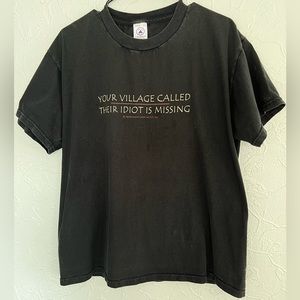 YOUR VILLAGE CALLED
THEIR IDIOT IS MISSING